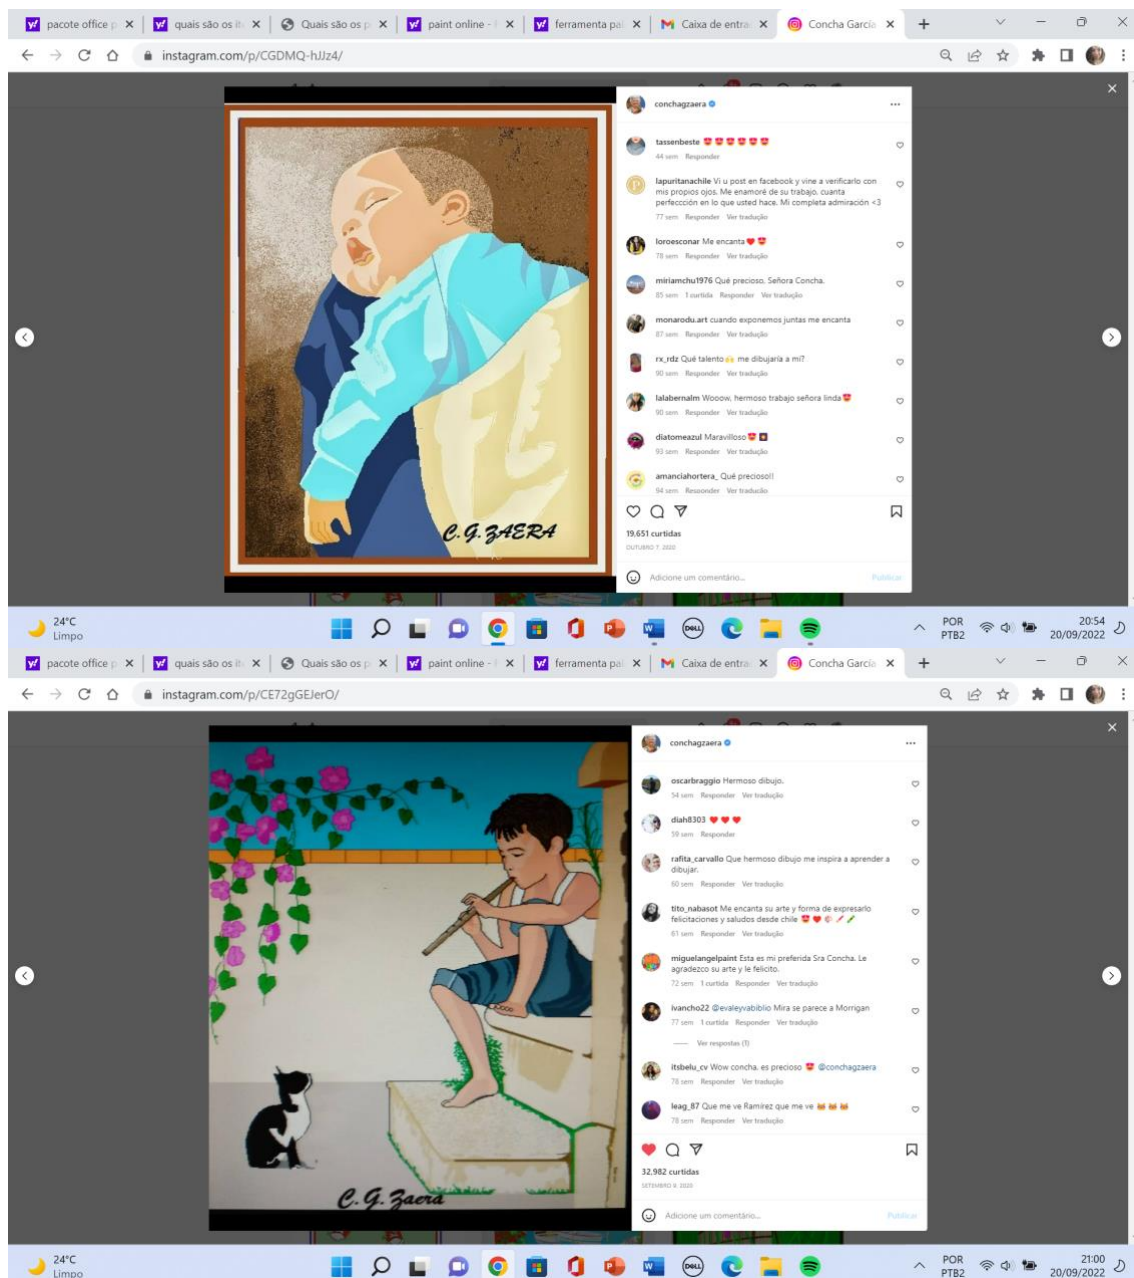 pacote office p
quais são os it
Quais são os p
paint online -
ferramenta pai
Caixa de entra
Concha García
instagram.com/p/CGDMQ-hJJz4/
C. G. ZAERA
conchagzaera
tassenbeste
44 sem Responder
lapuritanachile Vi u post en facebook y vine a verificarlo con
mis propios ojos. Me enamoré de su trabajo, cuanta
perfeccción en lo que usted hace. Mi completa admiración <3
77 sem Responder Ver tradução
loroesconar Me encanta
78 sem Responder Ver tradução
miriamchu1976 Qué precioso. Señora Concha.
85 sem 1 curtida Responder Ver tradução
monarodu.art cuando exponemos juntas me encanta
87 sem Responder Ver tradução
rx_rdz Qué talento 🙌 me dibujaría a mí?
90 sem Responder Ver tradução
lalabernalm Wooow, hermoso trabajo señora linda
90 sem Responder Ver tradução
diatomeazul Maravilloso
93 sem Responder Ver tradução
amanciahortera_ Qué precioso!!
94 sem Responder Ver tradução
19,651 curtidas
OUTUBRO 7, 2020
Adicione um comentário...
Publicar
24°C
Limpo
DELL
POR
PTB2
20:54
20/09/2022
pacote office p
quais são os it
Quais são os p
paint online -
ferramenta pai
Caixa de entra
Concha García
instagram.com/p/CE72gGEJerO/
C. G. Zaera
conchagzaera
oscarbraggio Hermoso dibujo.
54 sem Responder Ver tradução
diah8303
59 sem Responder
rafita_carvallo Que hermoso dibujo me inspira a aprender a
dibujar.
60 sem Responder Ver tradução
tito_nabasot Me encanta su arte y forma de expresarlo
felicitaciones y saludos desde chile
61 sem Responder Ver tradução
miguelangelpaint Esta es mi preferida Sra Concha. Le
agradezco su arte y le felicito.
72 sem 1 curtida Responder Ver tradução
ivancho22 @evaleyvabiblio Mira se parece a Morrigan
77 sem 1 curtida Responder Ver tradução
Ver respostas (1)
itsbelu_cv Wow concha, es precioso @conchagzaera
78 sem Responder Ver tradução
leag_87 Que me ve Ramírez que me ve
78 sem Responder Ver tradução
32,982 curtidas
SETEMBRO 9, 2020
Adicione um comentário...
Publicar
24°C
Limpo
DELL
POR
PTB2
21:00
20/09/2022